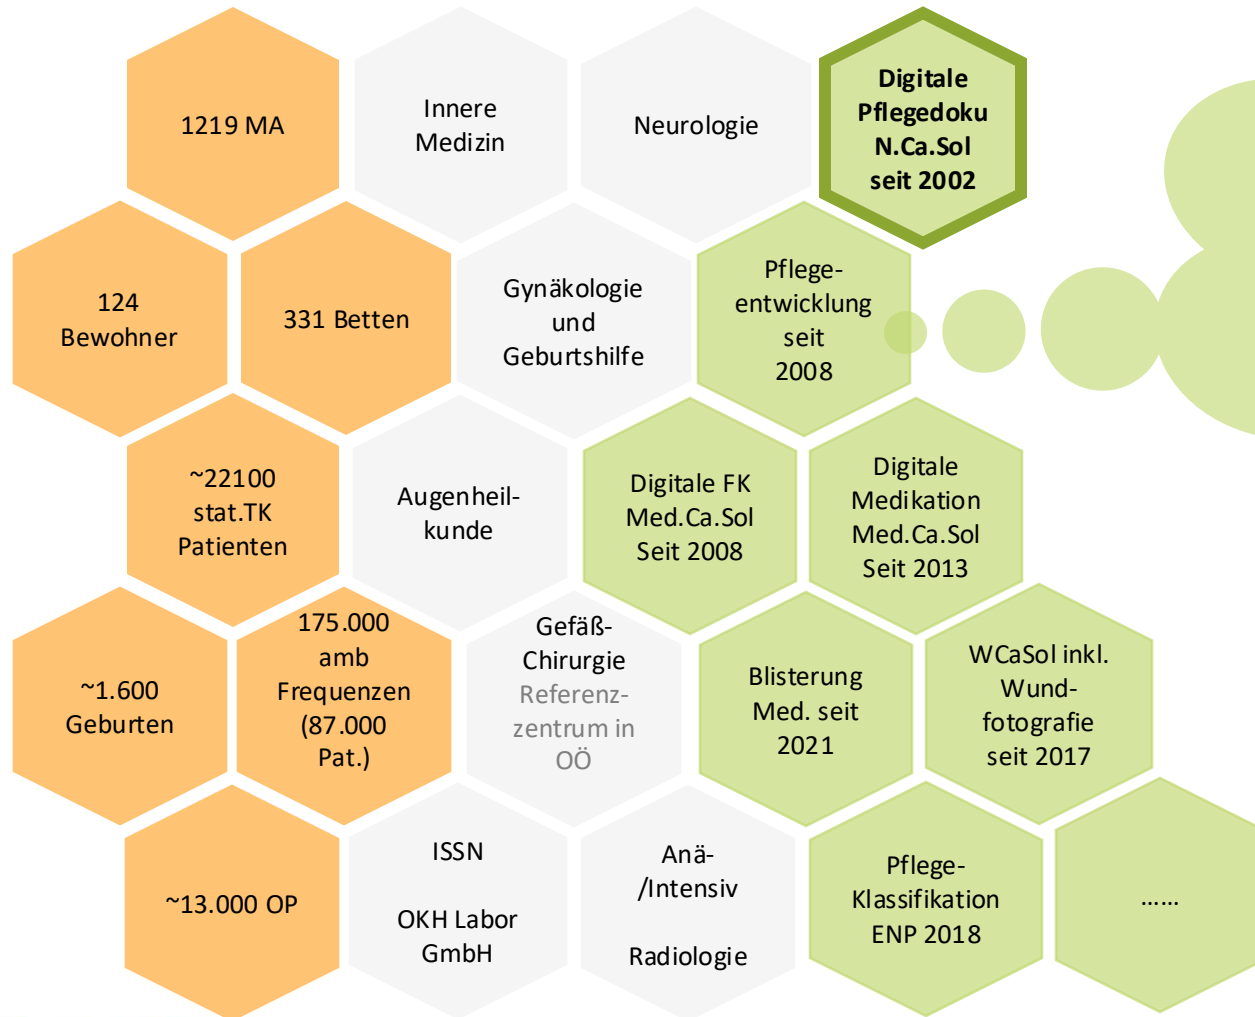 1219 MA
Innere
Medizin
Neurologie
Digitale
Pflegedoku
N.Ca.Sol
seit 2002
124
Bewohner
331 Betten
Gynäkologie
und
Geburtshilfe
Pflege-
entwicklung
seit
2008
~22100
stat.TK
Patienten
Augenheil-
kunde
Digitale FK
Med.Ca.Sol
Seit 2008
Digitale
Medikation
Med.Ca.Sol
Seit 2013
~1.600
Geburten
175.000
amb
Frequenzen
(87.000
Pat.)
Gefäß-
Chirurgie
Referenz-
zentrum in
OÖ
Blisterung
Med. seit
2021
WCaSol inkl.
Wund-
fotografie
seit 2017
~13.000 OP
ISSN
OKH Labor
GmbH
Anä-
/Intensiv
Radiologie
Pflege-
Klassifikation
ENP 2018
......